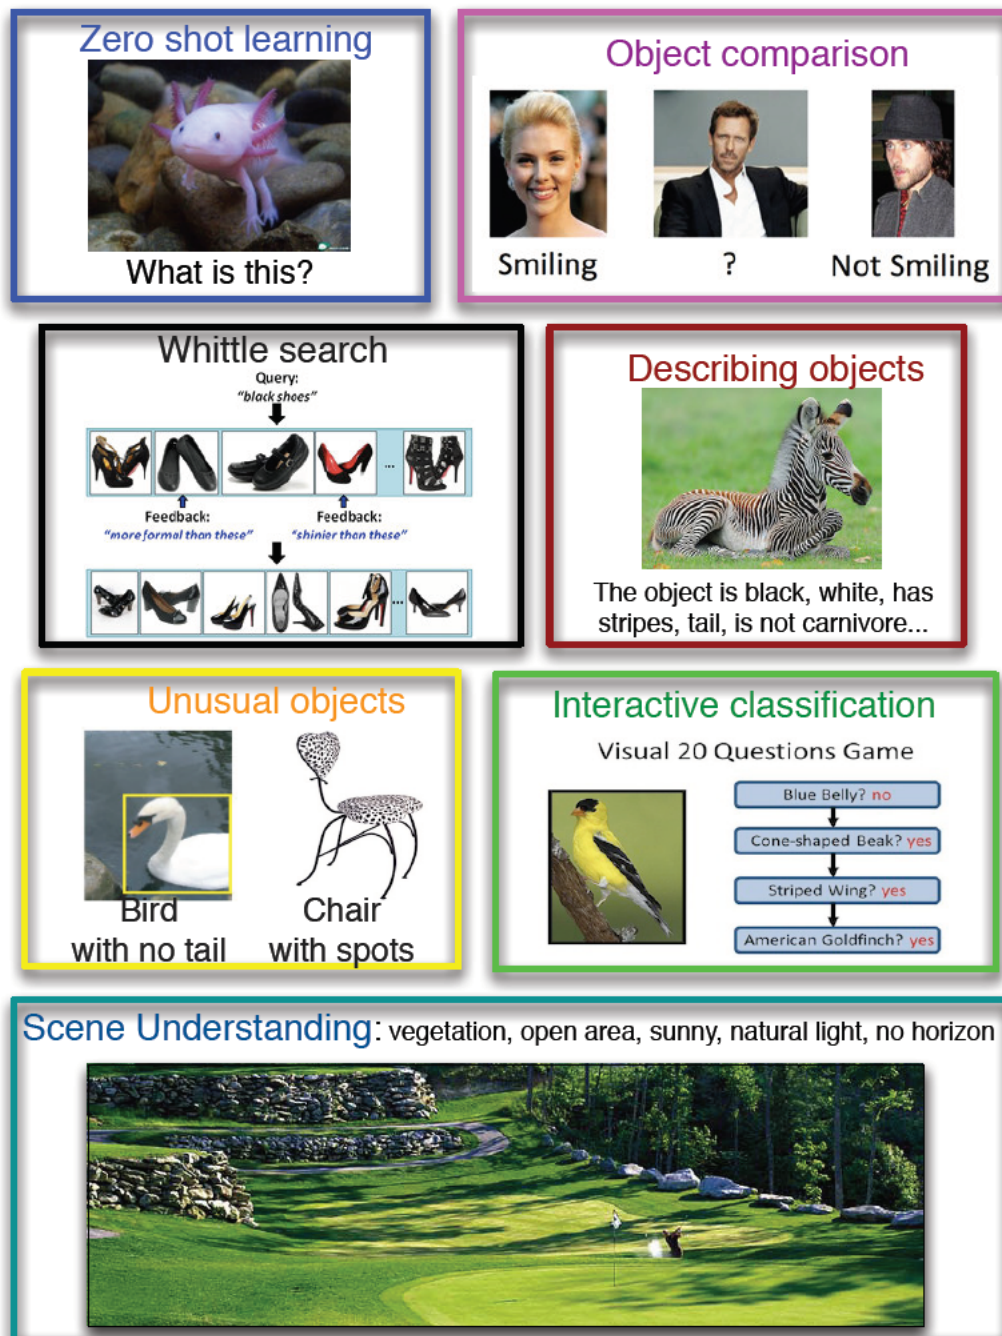 Zero shot learning
What is this?
Object comparison
Smiling
?
Not Smiling
Whittle search
Query:
"black shoes"
...
Feedback:
"more formal than these"
Feedback:
"shinier than these"
...
Describing objects
The object is black, white, has
stripes, tail, is not carnivore...
Unusual objects
Bird
with no tail
Chair
with spots
Interactive classification
Visual 20 Questions Game
Blue Belly? no
Cone-shaped Beak? yes
Striped Wing? yes
American Goldfinch? yes
Scene Understanding: vegetation, open area, sunny, natural light, no horizon